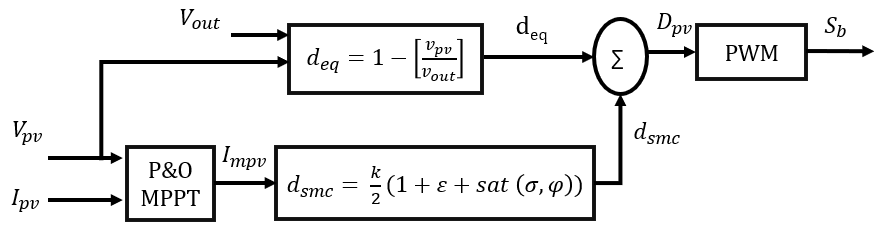 V_out
d_eq = 1 − [v_pv / v_out]
d_eq
∑
D_pv
PWM
S_b
V_pv
I_pv
P&O
MPPT
I_mpv
d_smc = k/2 (1 + ε + sat (σ, φ))
d_smc